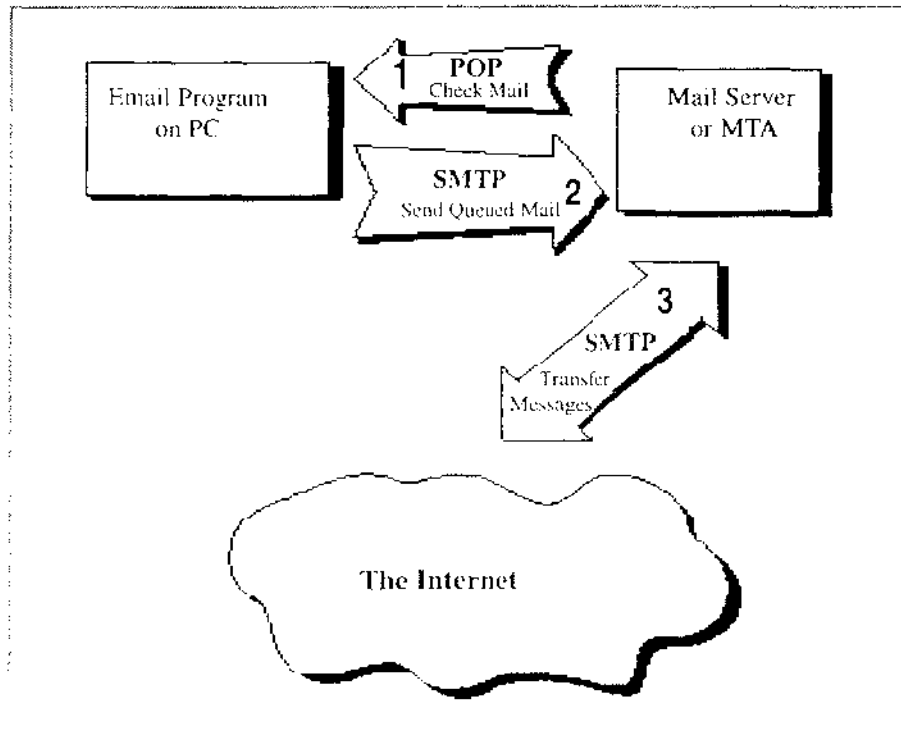 Email Program
on PC
1
POP
Check Mail
Mail Server
or MTA
SMTP
Send Queued Mail
2
3
SMTP
Transfer
Messages
The Internet